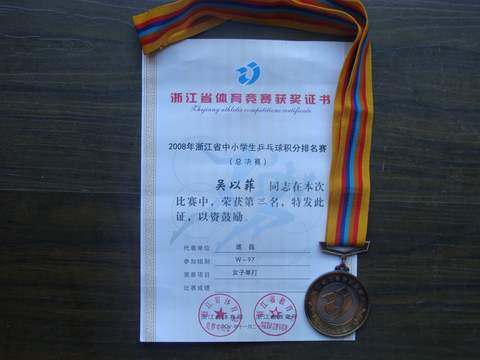 浙江省体育竞赛获奖证书
Zhejiang athletic competitions certificate
2008年浙江省中小学生乒乓球积分排名赛
(总决赛)
吴以菲 同志在本次
比赛中,荣获第三名,特发此
证,以资鼓励。
代表单位 遂昌
参加组别 W-97
竞赛项目 女子单打
比赛成绩